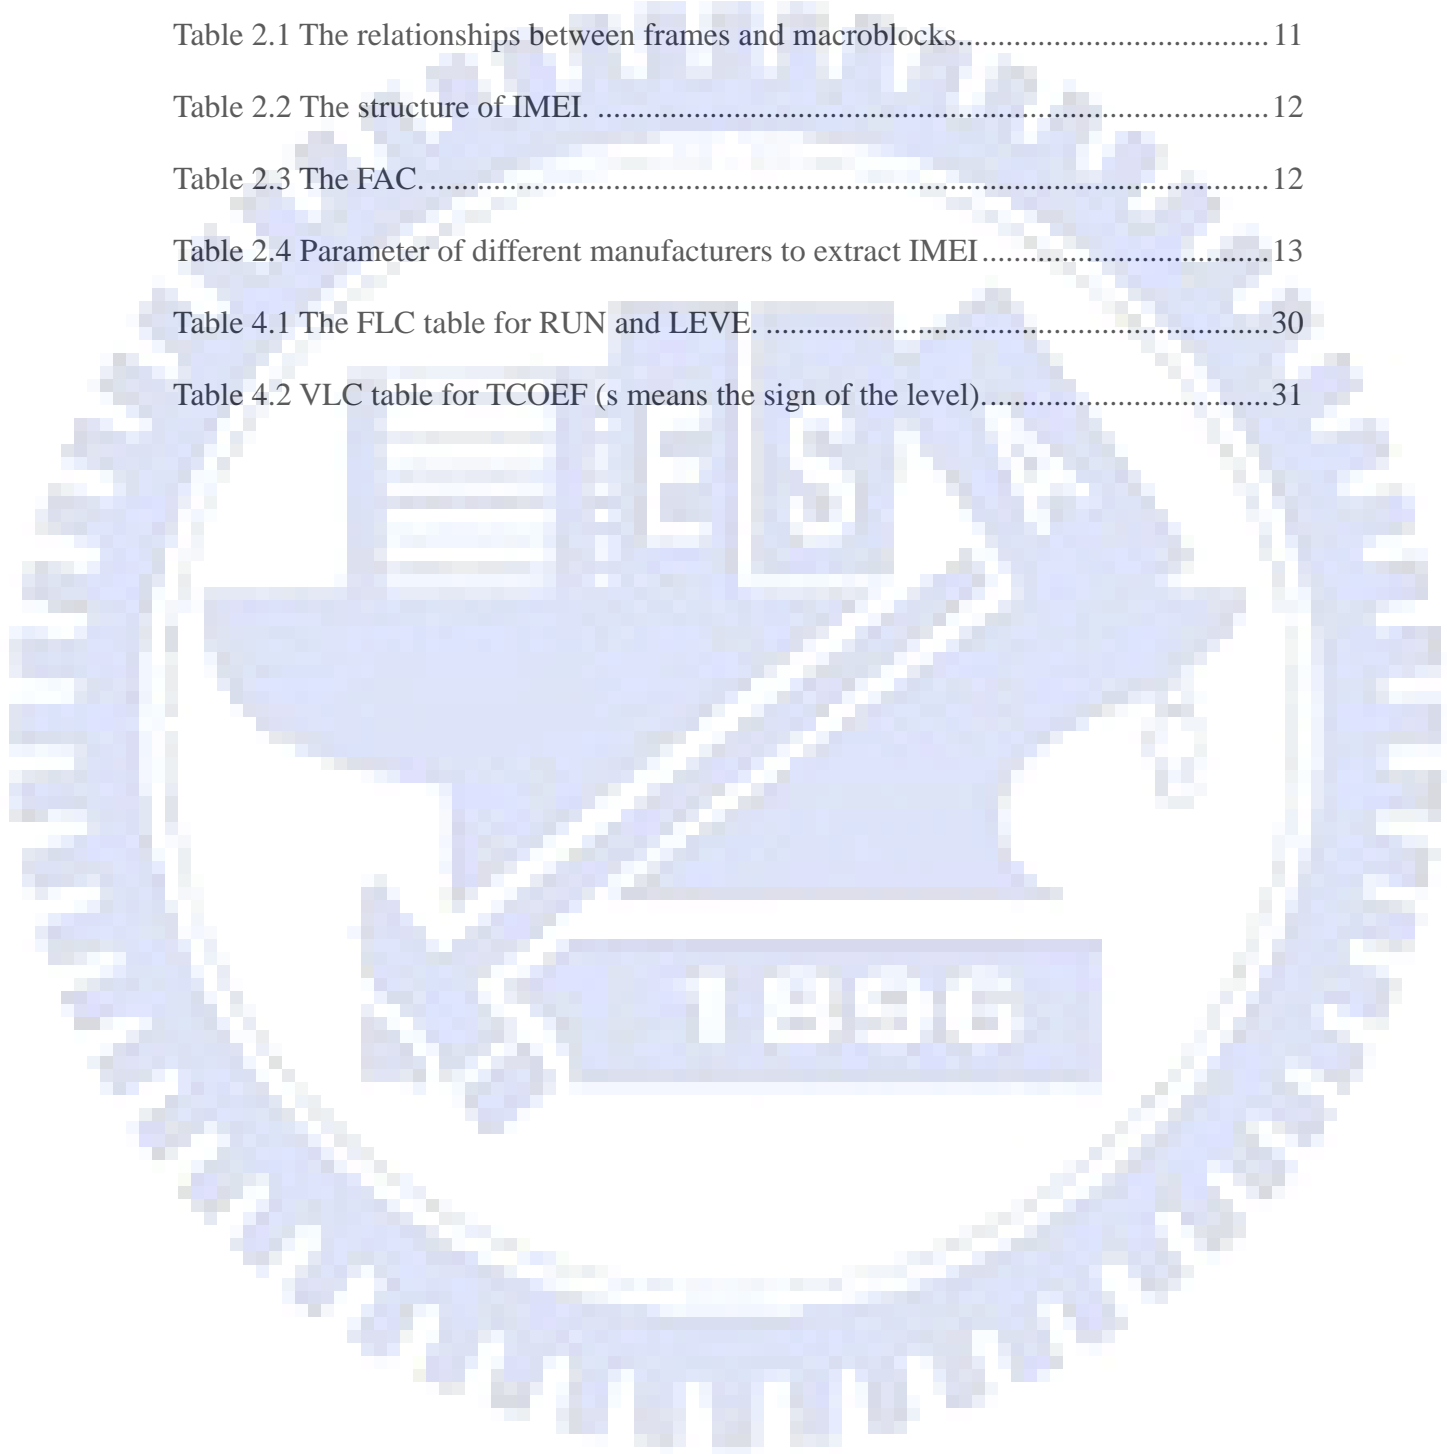 Table 2.1 The relationships between frames and macroblocks....................................... 11
Table 2.2 The structure of IMEI. .................................................................................... 12
Table 2.3 The FAC. ......................................................................................................... 12
Table 2.4 Parameter of different manufacturers to extract IMEI .................................... 13
Table 4.1 The FLC table for RUN and LEVE. ............................................................... 30
Table 4.2 VLC table for TCOEF (s means the sign of the level).................................... 31
ESA
1896